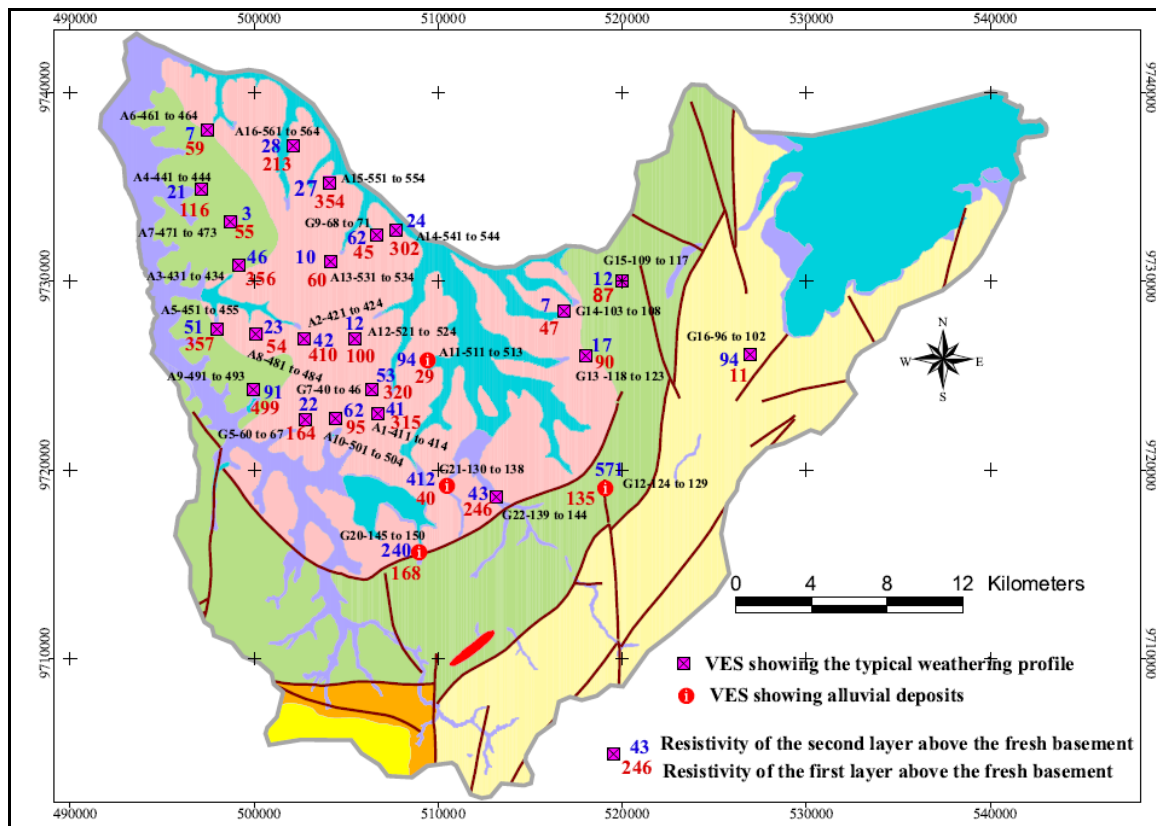 490000 500000 510000 520000 530000 540000
9740000 9740000
A6-461 to 464
7
59
A16-561 to 564
28
213
A4-441 to 444
21
116
27
A15-551 to 554
354
3
55
A7-471 to 473
G9-68 to 71
62
45
24
302
A14-541 to 544
46
356
A3-431 to 434
10
60
A13-531 to 534
9730000 9730000
G15-109 to 117
12
87
7
47
G14-103 to 108
A5-451 to 455
51
357
23
54
A8-481 to 484
A2-421 to 424
42
410
12
A12-521 to 524
100
94
A11-511 to 513
29
17
90
G13 -118 to 123
G16-96 to 102
94
11
N
W E
S
A9-491 to 493
91
499
G7-40 to 46
53
320
22
164
G5-60 to 67
62
95
A10-501 to 504
41
315
A1-411 to 414
9720000 9720000
G21-130 to 138
412
40
43
246
G22-139 to 144
571
135
G12-124 to 129
G20-145 to 150
240
168
0 4 8 12 Kilometers
9710000 9710000
VES showing the typical weathering profile
i VES showing alluvial deposits
43 Resistivity of the second layer above the fresh basement
246 Resistivity of the first layer above the fresh basement
490000 500000 510000 520000 530000 540000